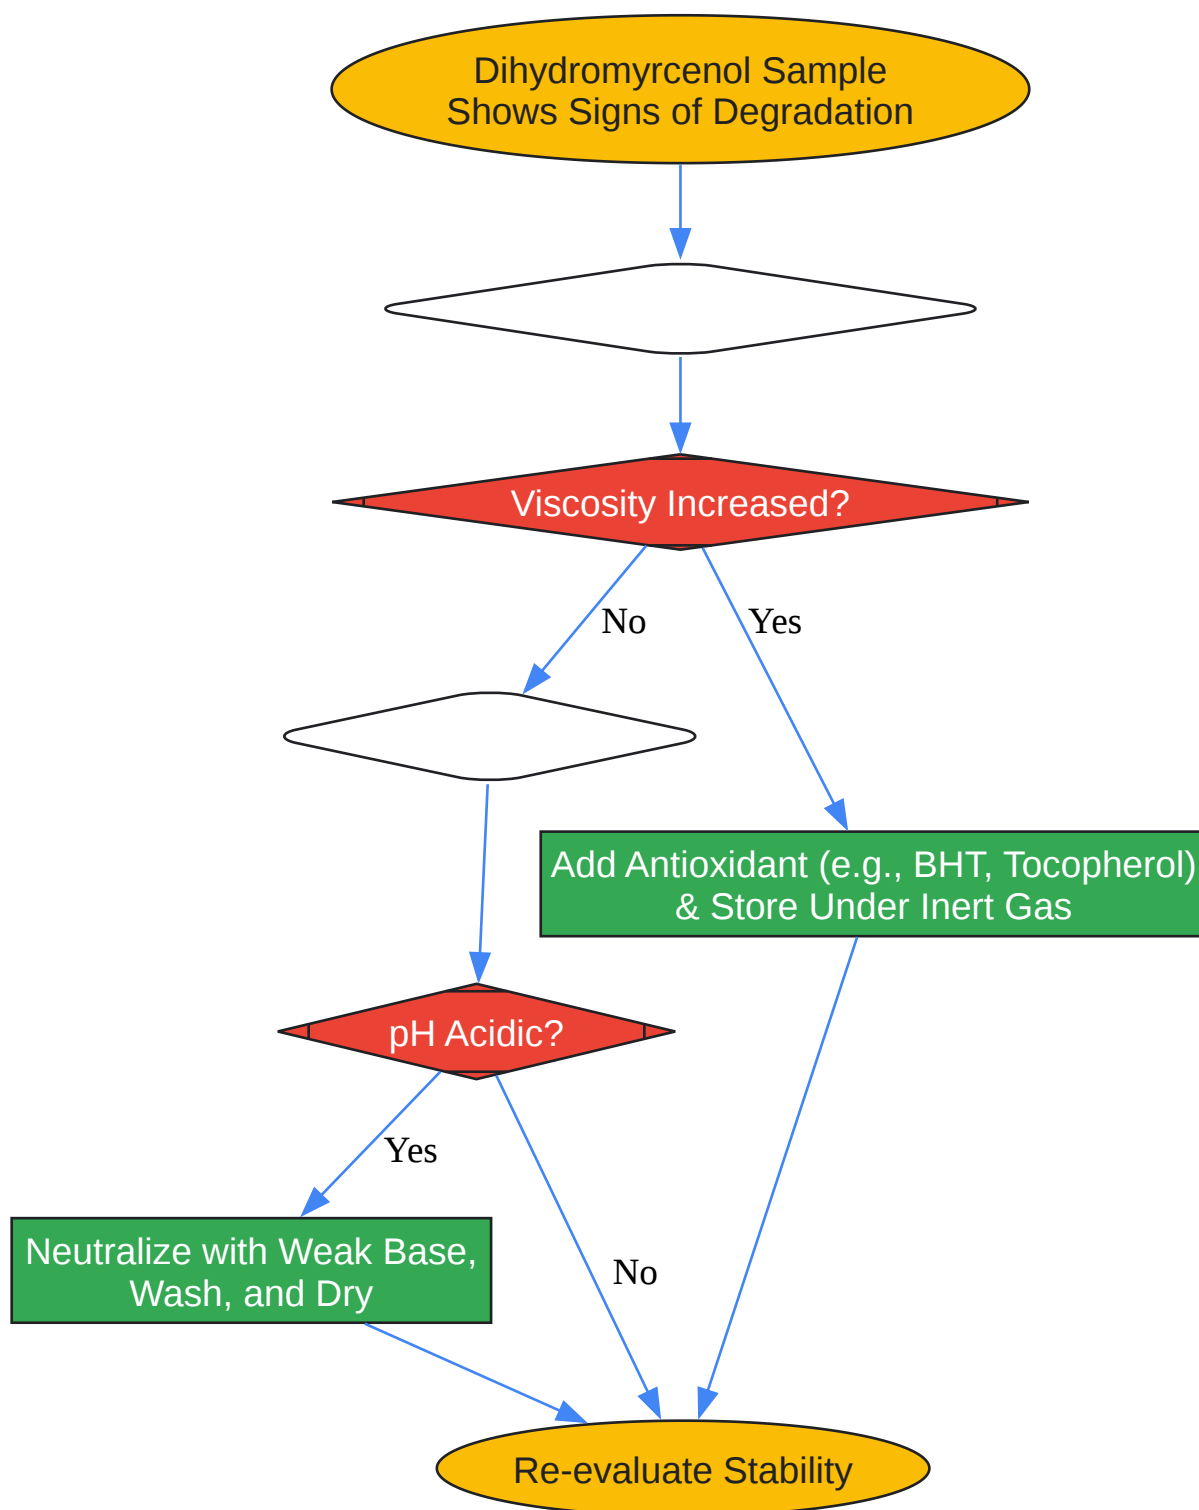 Dihydromyrcenol Sample
Shows Signs of Degradation
Viscosity Increased?
No
Yes
Add Antioxidant (e.g., BHT, Tocopherol)
& Store Under Inert Gas
pH Acidic?
Yes
Neutralize with Weak Base,
Wash, and Dry
No
Re-evaluate Stability